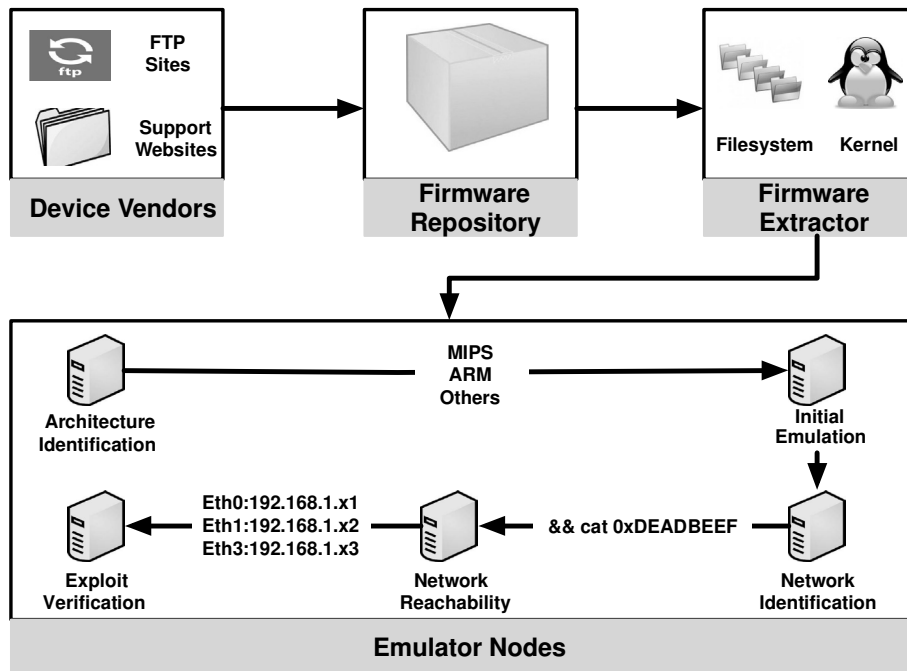 ftp
FTP
Sites
Support
Websites
Device Vendors
Firmware
Repository
Filesystem
Kernel
Firmware
Extractor
Architecture
Identification
MIPS
ARM
Others
Initial
Emulation
Exploit
Verification
Eth0:192.168.1.x1
Eth1:192.168.1.x2
Eth3:192.168.1.x3
Network
Reachability
&& cat 0xDEADBEEF
Network
Identification
Emulator Nodes